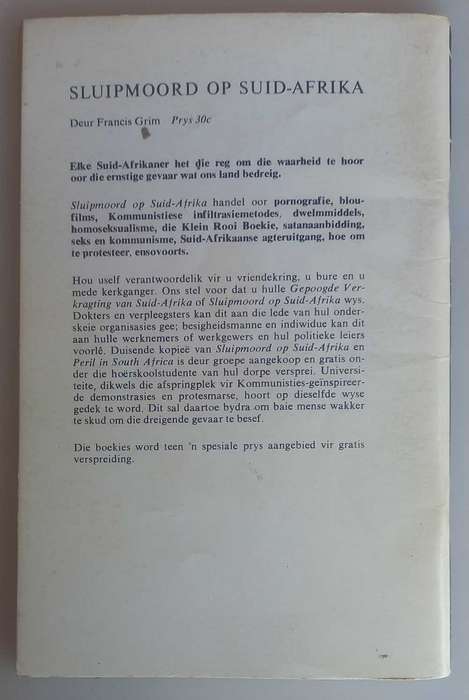 SLUIPMOORD OP SUID-AFRIKA
Deur Francis Grim Prys 30c
Elke Suid-Afrikaner het die reg om die waarheid te hoor
oor die ernstige gevaar wat ons land bedreig.
Sluipmoord op Suid-Afrika handel oor pornografie, blou-
films, Kommunistiese infiltrasiemetodes, dwelmmiddels,
homoseksualisme, die Klein Rooi Boekie, satanaanbidding,
seks en kommunisme, Suid-Afrikaanse agteruitgang, hoe om
te protesteer, ensovoorts.
Hou uself verantwoordelik vir u vriendekring, u bure en u
mede kerkganger. Ons stel voor dat u hulle Gepoogde Ver-
kragting van Suid-Afrika of Sluipmoord op Suid-Afrika wys.
Dokters en verpleegsters kan dit aan die lede van hul onder-
skeie organisasies gee; besigheidsmanne en indiwidue kan dit
aan hulle werknemers of werkgewers en hul politieke leiers
voorlê. Duisende kopieë van Sluipmoord op Suid-Afrika en
Peril in South Africa is deur groepe aangekoop en gratis on-
der die hoërskoolstudente van hul dorpe versprei. Universi-
teite, dikwels die afspringplek vir Kommunisties-geïnspireer-
de demonstrasies en protesmarse, hoort op dieselfde wyse
gedek te word. Dit sal daartoe bydra om baie mense wakker
te skud om die dreigende gevaar te besef.
Die boekies word teen 'n spesiale prys aangebied vir gratis
verspreiding.